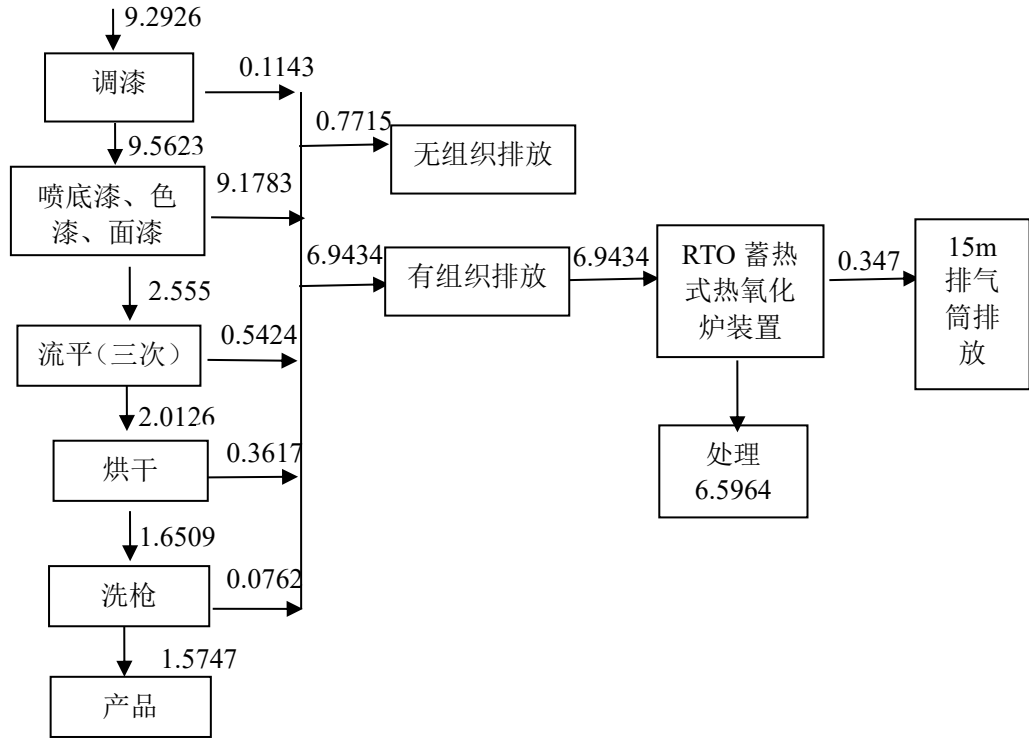 9.2926
调漆
0.1143
9.5623
0.7715
无组织排放
喷底漆、色
漆、面漆
9.1783
6.9434
有组织排放
6.9434
RTO 蓄热
式热氧化
炉装置
0.347
15m
排气
筒排
放
2.555
流平（三次）
0.5424
2.0126
烘干
0.3617
处理
6.5964
1.6509
洗枪
0.0762
1.5747
产品